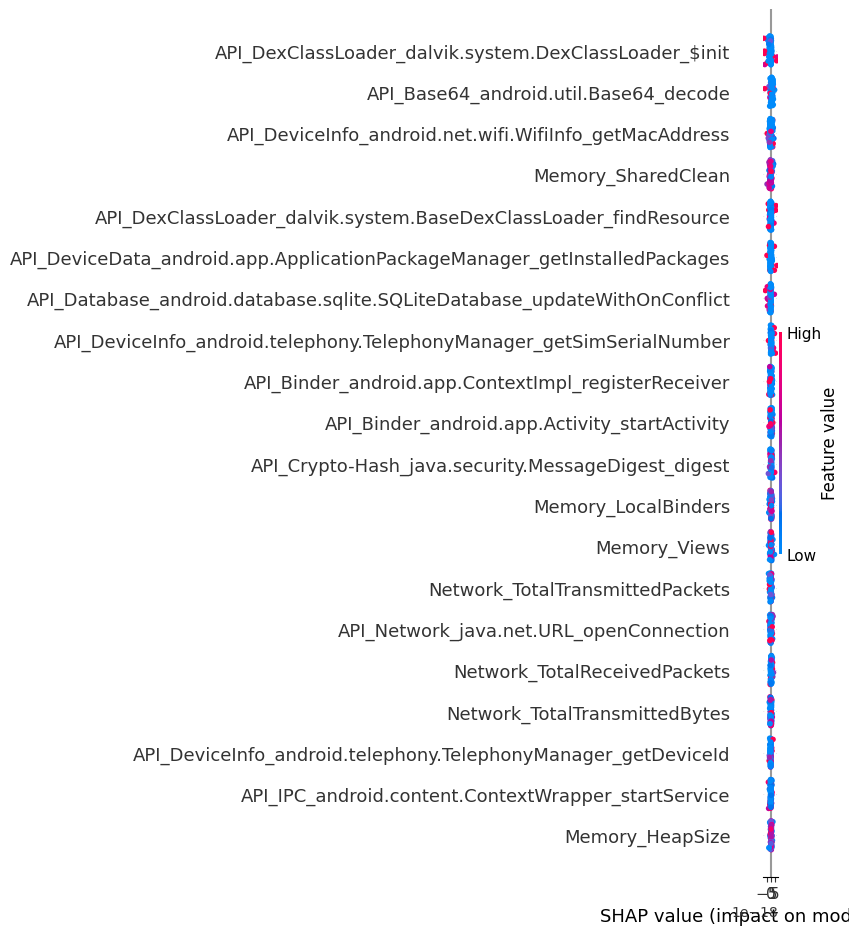 API_DexClassLoader_dalvik.system.DexClassLoader_$init
API_Base64_android.util.Base64_decode
API_DeviceInfo_android.net.wifi.WifiInfo_getMacAddress
Memory_SharedClean
API_DexClassLoader_dalvik.system.BaseDexClassLoader_findResource
API_DeviceData_android.app.ApplicationPackageManager_getInstalledPackages
API_Database_android.database.sqlite.SQLiteDatabase_updateWithOnConflict
API_DeviceInfo_android.telephony.TelephonyManager_getSimSerialNumber
High
API_Binder_android.app.ContextImpl_registerReceiver
API_Binder_android.app.Activity_startActivity
Feature value
API_Crypto-Hash_java.security.MessageDigest_digest
Memory_LocalBinders
Memory_Views
Low
Network_TotalTransmittedPackets
API_Network_java.net.URL_openConnection
Network_TotalReceivedPackets
Network_TotalTransmittedBytes
API_DeviceInfo_android.telephony.TelephonyManager_getDeviceId
API_IPC_android.content.ContextWrapper_startService
Memory_HeapSize
SHAP value (impact on mod